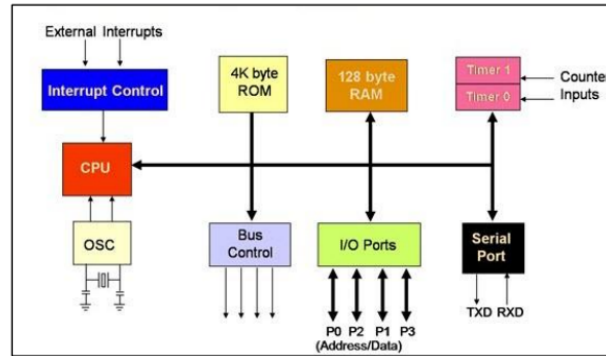 External Interrupts
Interrupt Control
4K byte
ROM
128 byte
RAM
Timer 1
Timer 0
Counter
Inputs
CPU
OSC
Bus
Control
I/O Ports
Serial
Port
P0 P2 P1 P3
(Address/Data)
TXD RXD